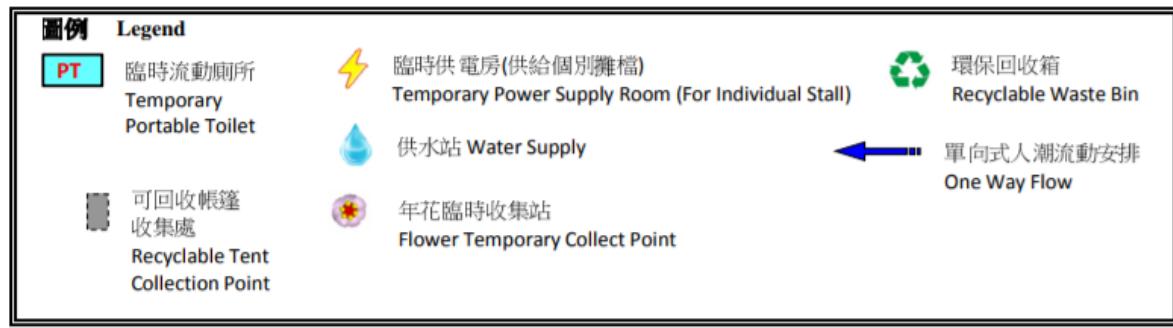 圖例 Legend
PT
臨時流動廁所
Temporary
Portable Toilet
可回收帳篷
收集處
Recyclable Tent
Collection Point
臨時供電房(供給個別攤檔)
Temporary Power Supply Room (For Individual Stall)
供水站 Water Supply
年花臨時收集站
Flower Temporary Collect Point
環保回收箱
Recyclable Waste Bin
單向式人潮流動安排
One Way Flow